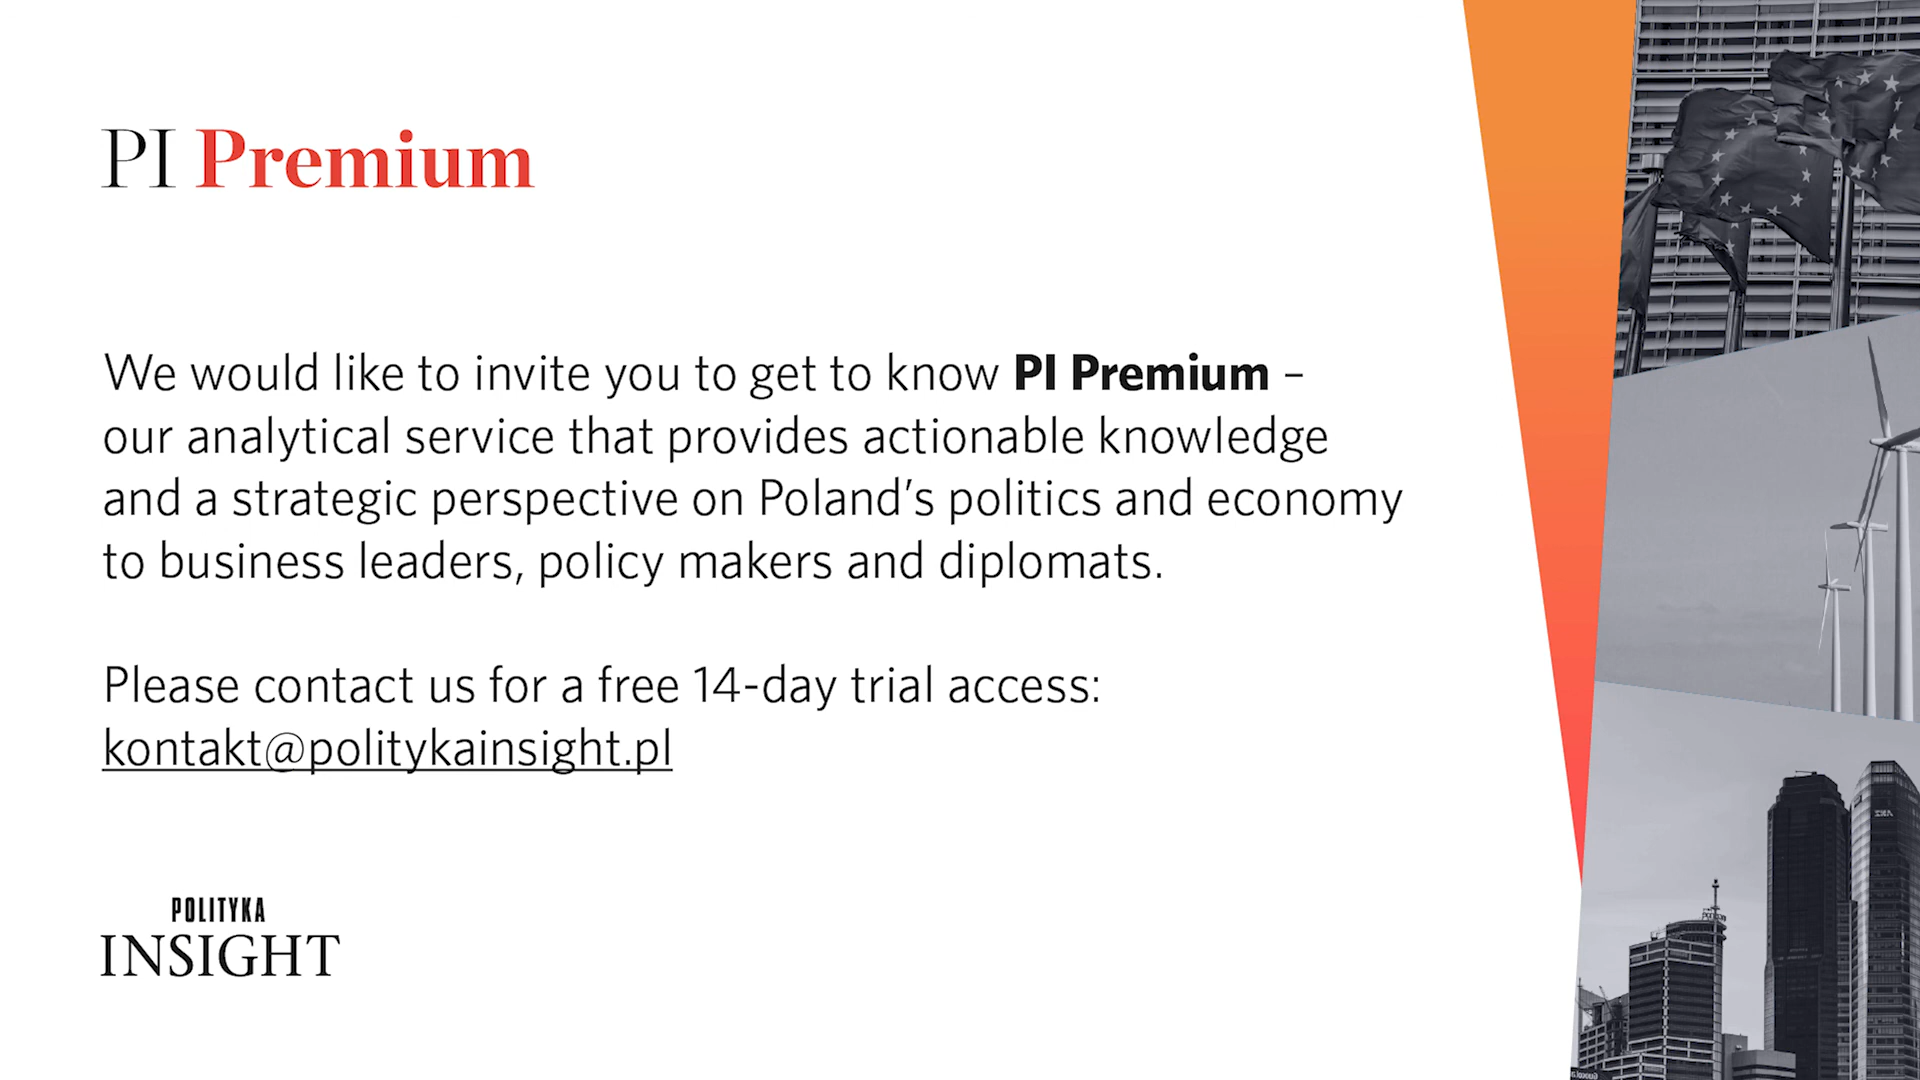 PI Premium
We would like to invite you to get to know PI Premium –
our analytical service that provides actionable knowledge
and a strategic perspective on Poland’s politics and economy
to business leaders, policy makers and diplomats.
Please contact us for a free 14-day trial access:
kontakt@politykainsight.pl
POLITYKA
INSIGHT